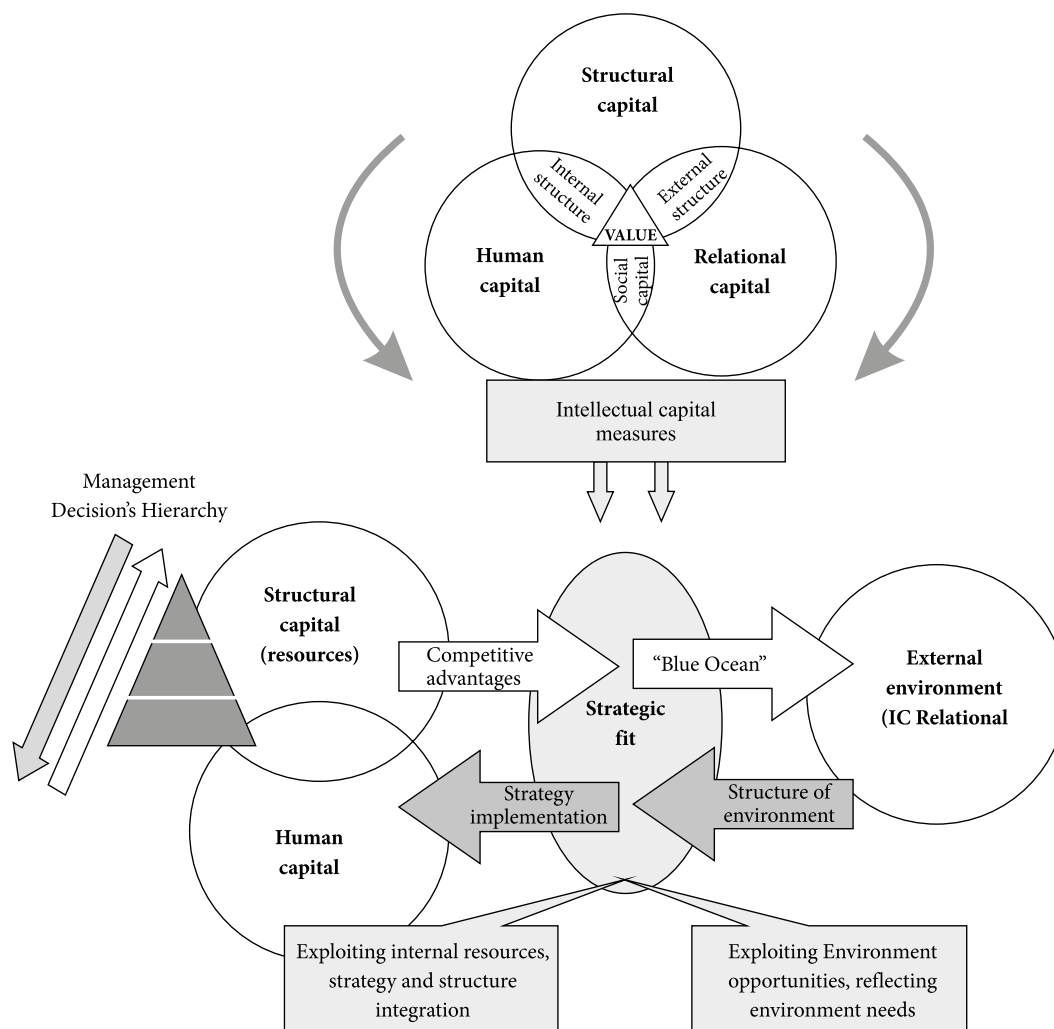 Structural
capital
Internal
structure
External
structure
VALUE
Human
capital
Relational
capital
Social
capital
Intellectual capital
measures
Management
Decision's Hierarchy
Structural
capital
(resources)
Competitive
advantages
"Blue Ocean"
External
environment
(IC Relational
Strategic
fit
Strategy
implementation
Structure of
environment
Human
capital
Exploiting internal resources,
strategy and structure
integration
Exploiting Environment
opportunities, reflecting
environment needs